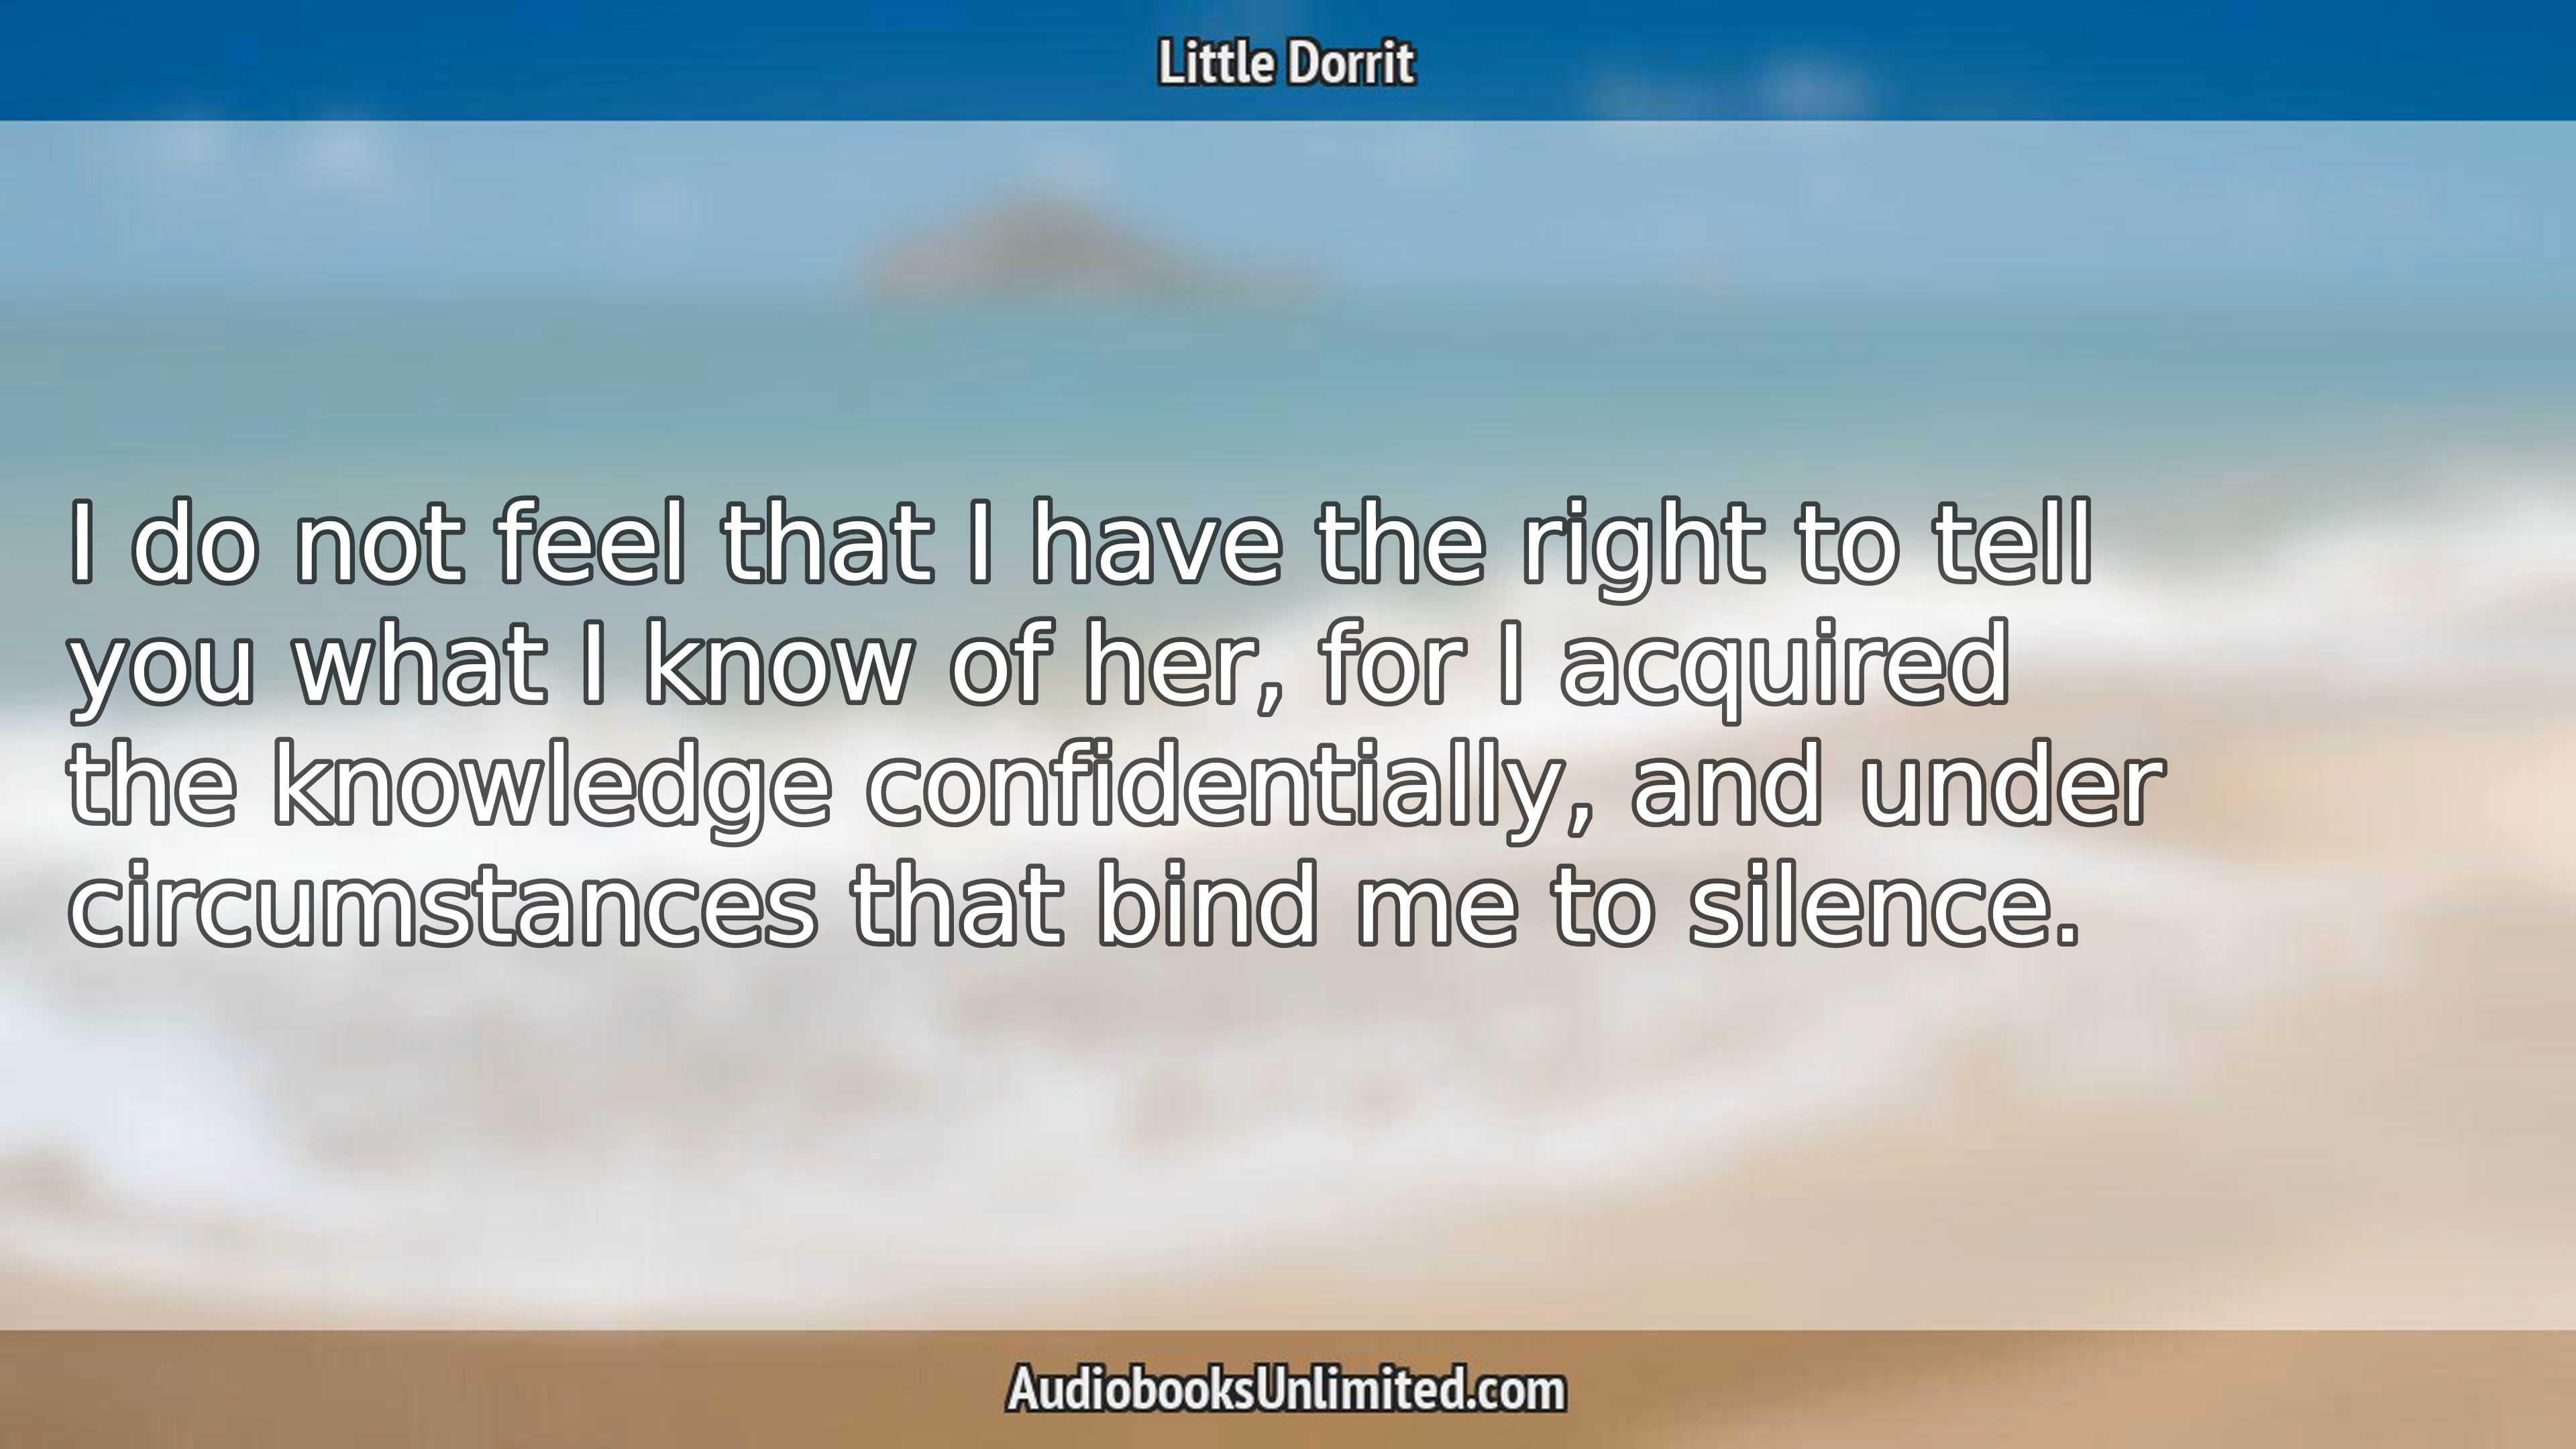 Little Dorrit
I do not feel that I have the right to tell
you what I know of her, for I acquired
the knowledge confidentially, and under
circumstances that bind me to silence.
AudiobooksUnlimited.com